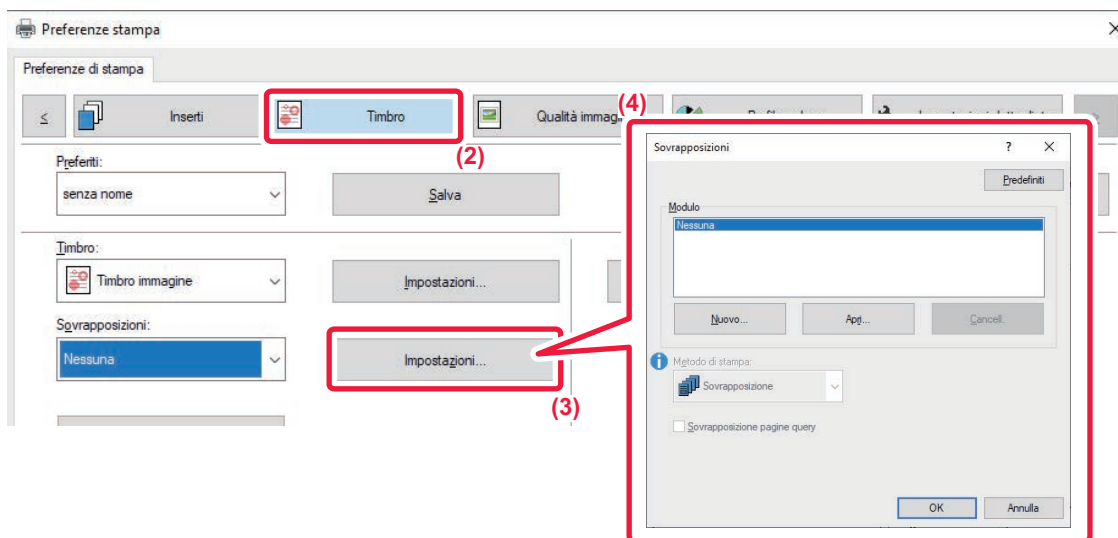 Preferenze stampa
Preferenze di stampa
≤
Inserti
Timbro
Qualità immag
(4)
(2)
Preferiti:
senza nome
Salva
Timbro:
Timbro immagine
Impostazioni...
Sovrapposizioni:
Nessuna
Impostazioni...
(3)
Sovrapposizioni
?
Predefiniti
Modulo
Nessuna
Nuovo...
Apri...
Cancell.
Metodo di stampa:
Sovrapposizione
Sovrapposizione pagine query
OK
Annulla